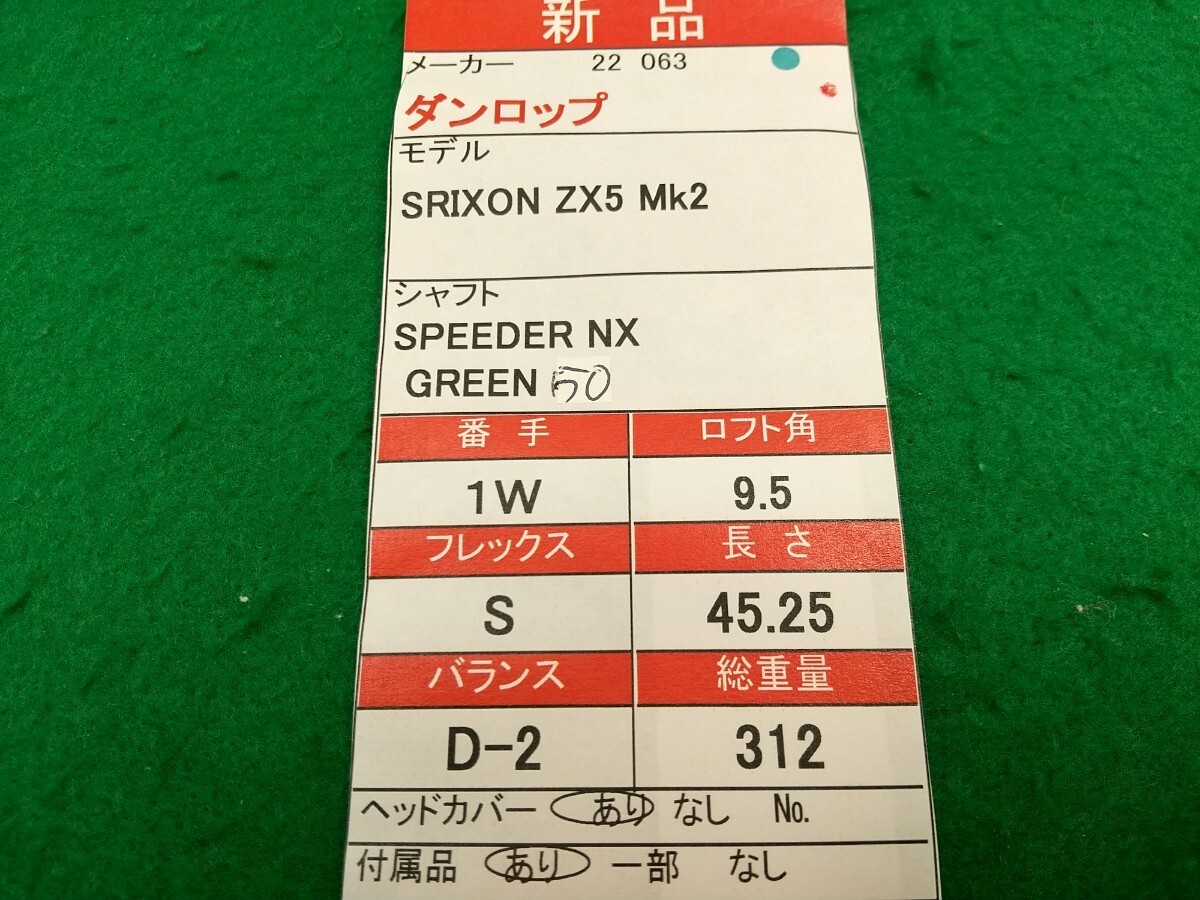 新 品
メーカー 22 063
ダンロップ
モデル
SRIXON ZX5 Mk2
シャフト
SPEEDER NX
GREEN 50
番 手 ロフト角
1W 9.5
フレックス 長 さ
S 45.25
バランス 総重量
D-2 312
ヘッドカバー あり なし No.
付属品 あり 一部 なし